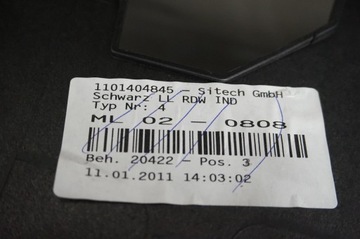 1101404845 - Sitech GmbH
Schwarz LL RDW IND
Typ Nr: 4
ML 02 - 0808
Beh. 20422 - Pos. 3
11.01.2011 14:03:02